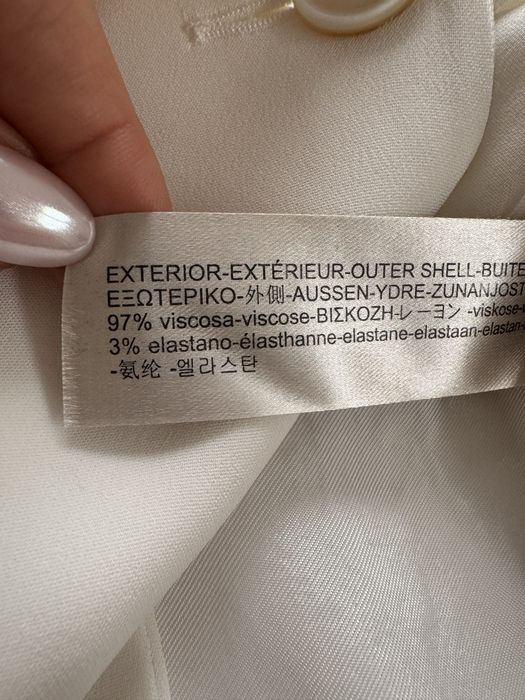 EXTERIOR-EXTÉRIEUR-OUTER SHELL-BUITE
ΕΞΩΤΕΡΙΚΟ-外側-AUSSEN-YDRE-ZUNANJOST
97% viscosa-viscose-ΒΙΣΚΟΖΗ-レーヨン -viskose-
3% elastano-élasthanne-elastane-elastaan-elastan-
-氨纶 -엘라스탄